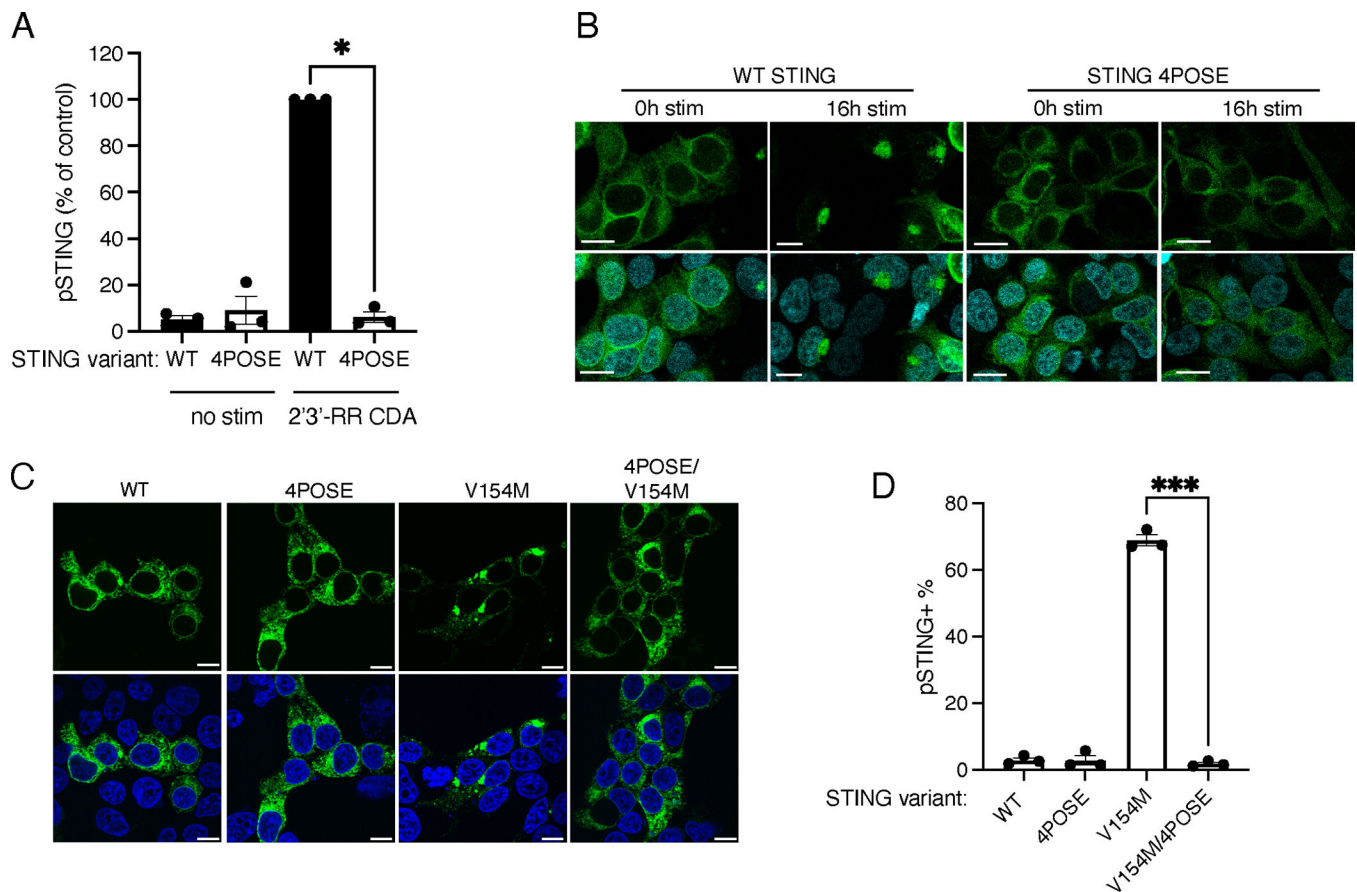 A
pSTING (% of control)
120
100
80
60
40
20
0
*
STING variant: WT 4POSE WT 4POSE
no stim 2'3'-RR CDA
B
WT STING STING 4POSE
0h stim 16h stim 0h stim 16h stim
C
WT 4POSE V154M 4POSE/
V154M
D
pSTING+ %
80
60
40
20
0
***
STING variant: WT 4POSE V154M V154M/4POSE